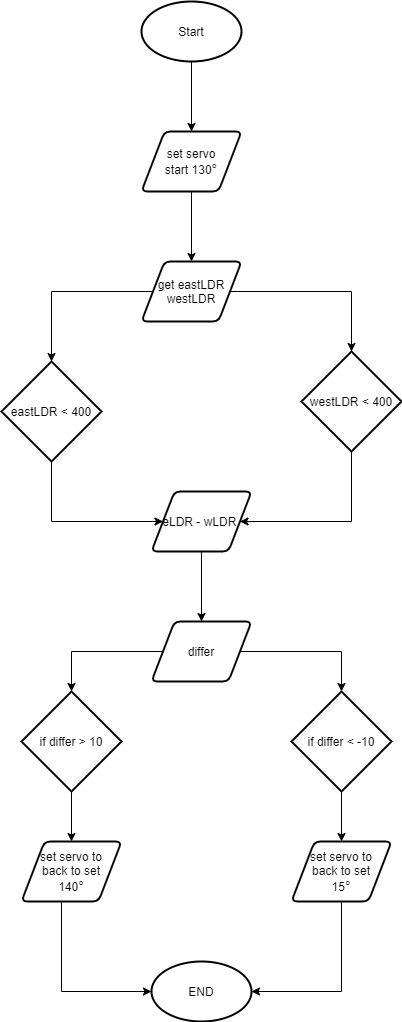 Start
set servo
start 130°
get eastLDR
westLDR
eastLDR < 400
westLDR < 400
eLDR - wLDR
differ
if differ > 10
if differ < -10
set servo to
back to set
140°
set servo to
back to set
15°
END